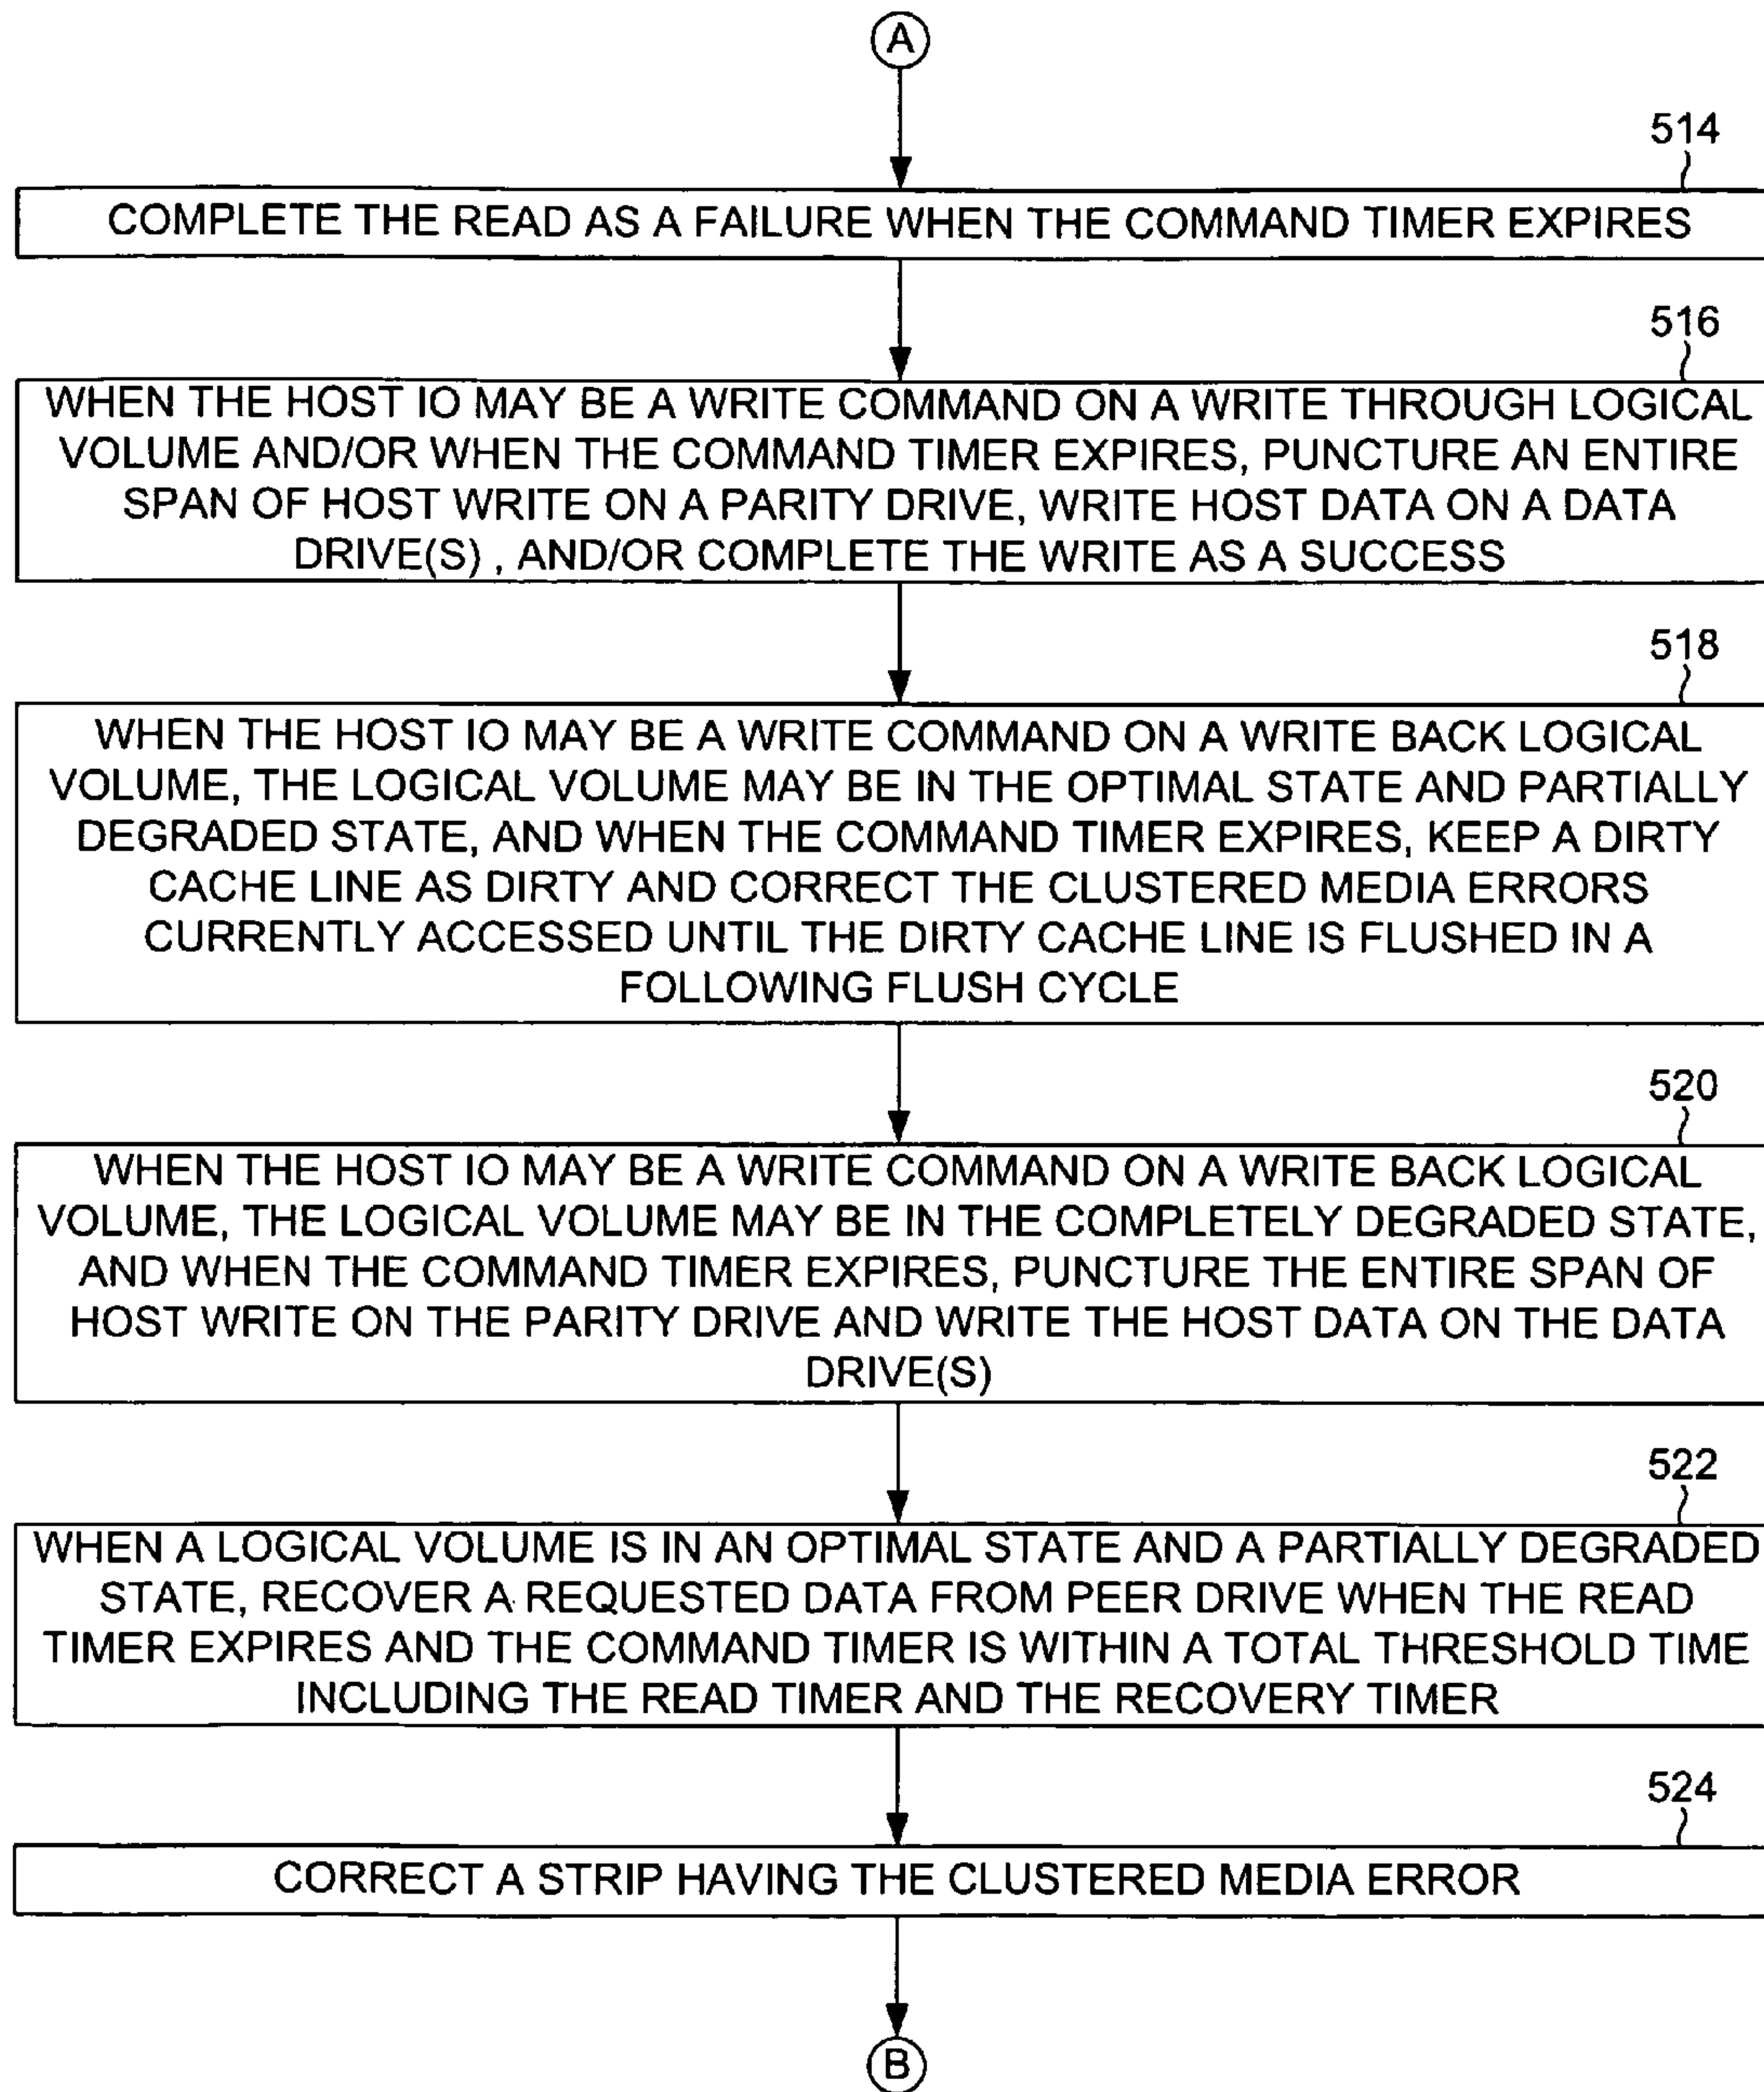 A
514
COMPLETE THE READ AS A FAILURE WHEN THE COMMAND TIMER EXPIRES
516
WHEN THE HOST IO MAY BE A WRITE COMMAND ON A WRITE THROUGH LOGICAL
VOLUME AND/OR WHEN THE COMMAND TIMER EXPIRES, PUNCTURE AN ENTIRE
SPAN OF HOST WRITE ON A PARITY DRIVE, WRITE HOST DATA ON A DATA
DRIVE(S) , AND/OR COMPLETE THE WRITE AS A SUCCESS
518
WHEN THE HOST IO MAY BE A WRITE COMMAND ON A WRITE BACK LOGICAL
VOLUME, THE LOGICAL VOLUME MAY BE IN THE OPTIMAL STATE AND PARTIALLY
DEGRADED STATE, AND WHEN THE COMMAND TIMER EXPIRES, KEEP A DIRTY
CACHE LINE AS DIRTY AND CORRECT THE CLUSTERED MEDIA ERRORS
CURRENTLY ACCESSED UNTIL THE DIRTY CACHE LINE IS FLUSHED IN A
FOLLOWING FLUSH CYCLE
520
WHEN THE HOST IO MAY BE A WRITE COMMAND ON A WRITE BACK LOGICAL
VOLUME, THE LOGICAL VOLUME MAY BE IN THE COMPLETELY DEGRADED STATE,
AND WHEN THE COMMAND TIMER EXPIRES, PUNCTURE THE ENTIRE SPAN OF
HOST WRITE ON THE PARITY DRIVE AND WRITE THE HOST DATA ON THE DATA
DRIVE(S)
522
WHEN A LOGICAL VOLUME IS IN AN OPTIMAL STATE AND A PARTIALLY DEGRADED
STATE, RECOVER A REQUESTED DATA FROM PEER DRIVE WHEN THE READ
TIMER EXPIRES AND THE COMMAND TIMER IS WITHIN A TOTAL THRESHOLD TIME
INCLUDING THE READ TIMER AND THE RECOVERY TIMER
524
CORRECT A STRIP HAVING THE CLUSTERED MEDIA ERROR
B